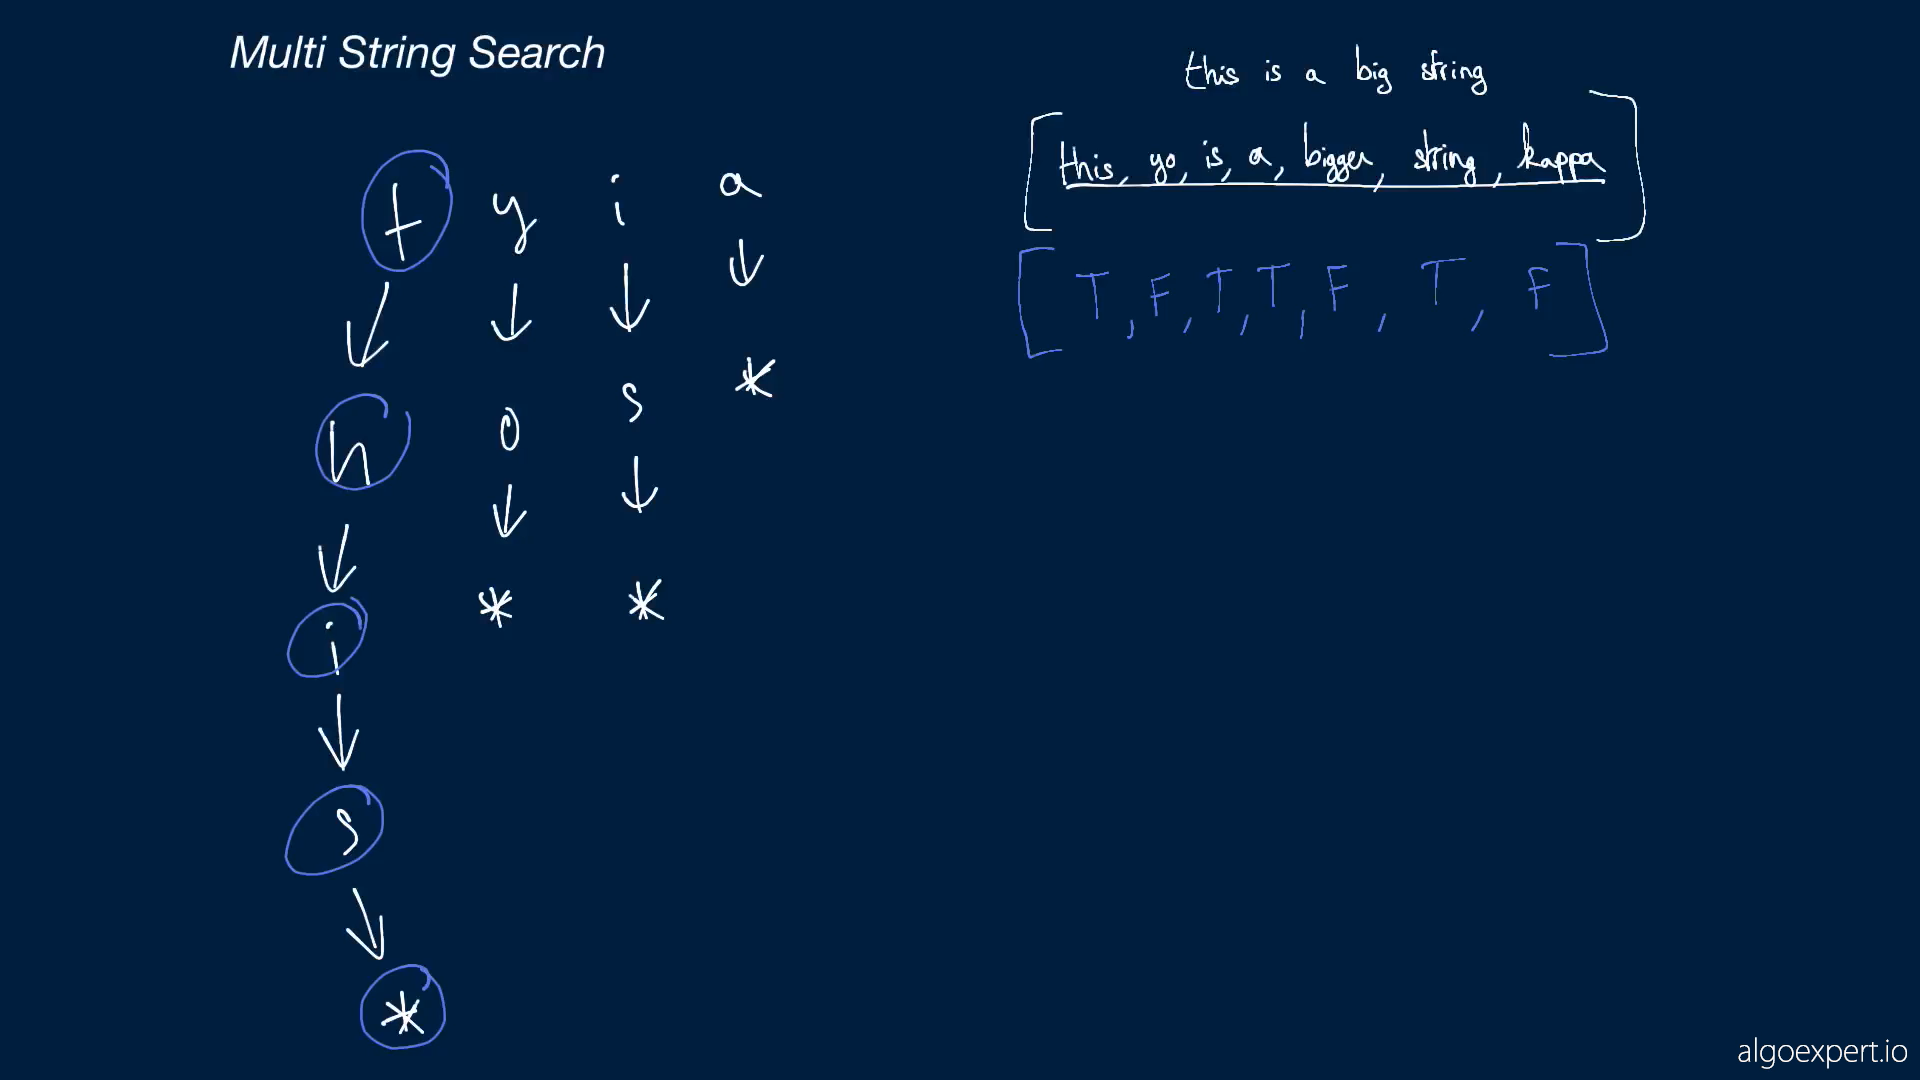 Multi String Search
this is a big string
[this, yo, is, a, bigger, string, kappa]
[T, F, T, T, F, T, F]
t y i a
h o s *
i * *
s
*
algoexpert.io